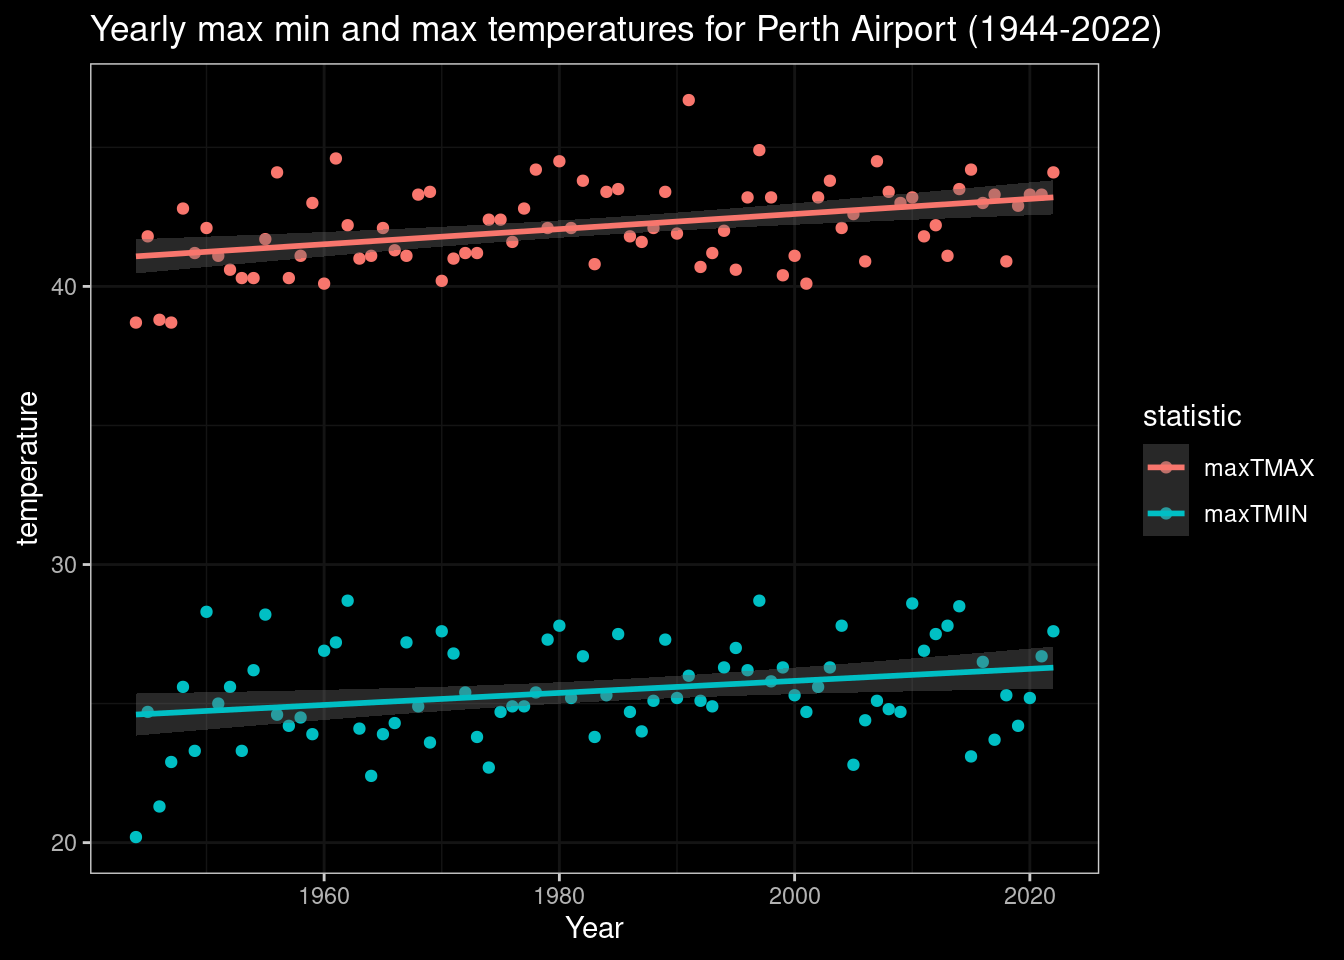 Yearly max min and max temperatures for Perth Airport (1944-2022)
temperature
40
30
20
1960
1980
2000
2020
Year
statistic
maxTMAX
maxTMIN